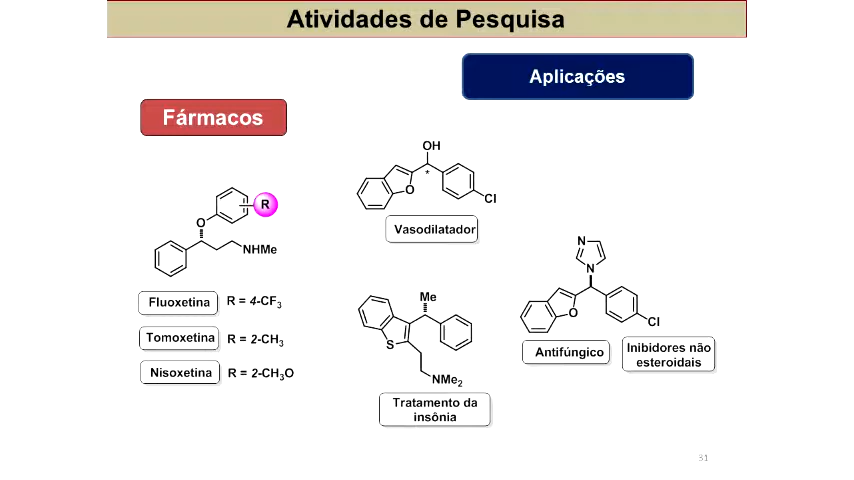 Atividades de Pesquisa
Aplicações
Fármacos
OH
*
O
Cl
Vasodilatador
R
O
NHMe
Fluoxetina R = 4-CF₃
Tomoxetina R = 2-CH₃
Nisoxetina R = 2-CH₃O
Me
S
NMe₂
Tratamento da
insônia
N
N
O
Cl
Antifúngico
Inibidores não
esteroidais
31